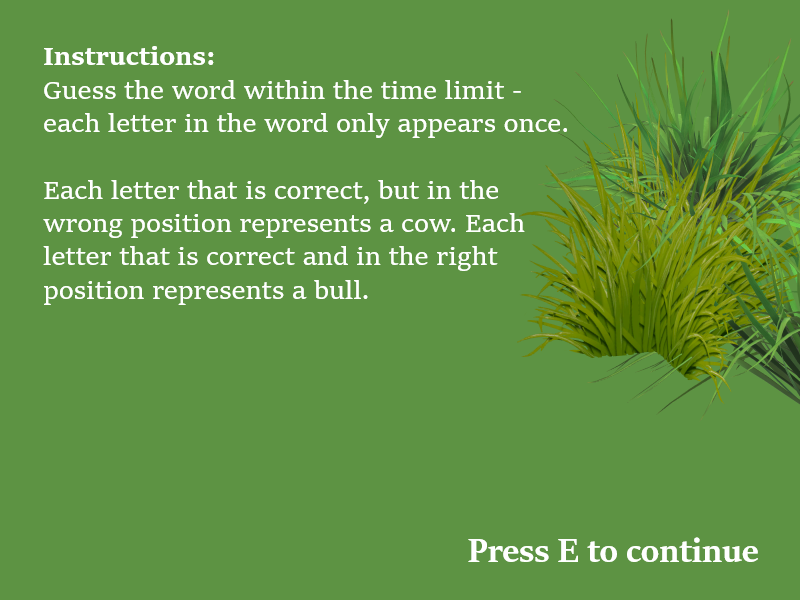 Instructions:
Guess the word within the time limit -
each letter in the word only appears once.
Each letter that is correct, but in the
wrong position represents a cow. Each
letter that is correct and in the right
position represents a bull.
Press E to continue